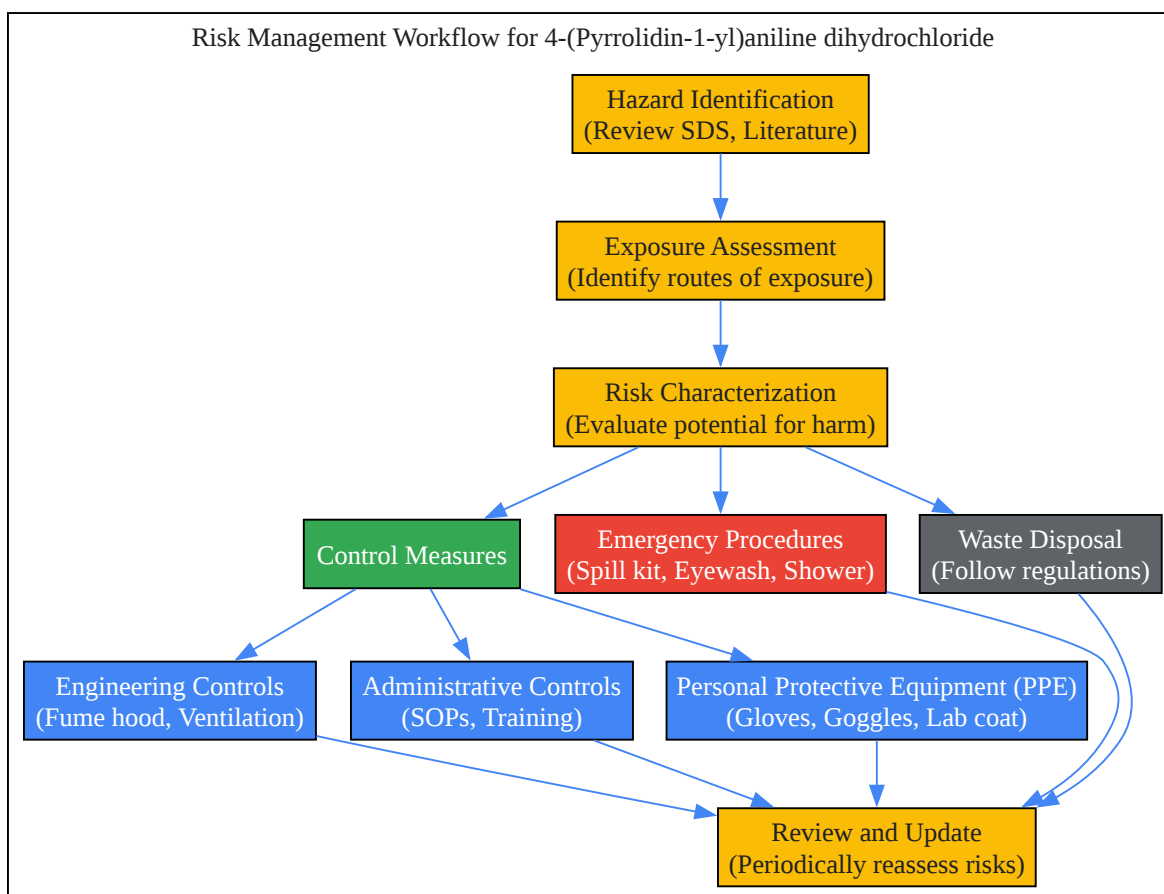 Risk Management Workflow for 4-(Pyrrolidin-1-yl)aniline dihydrochloride
Hazard Identification
(Review SDS, Literature)
Exposure Assessment
(Identify routes of exposure)
Risk Characterization
(Evaluate potential for harm)
Control Measures
Emergency Procedures
(Spill kit, Eyewash, Shower)
Waste Disposal
(Follow regulations)
Engineering Controls
(Fume hood, Ventilation)
Administrative Controls
(SOPs, Training)
Personal Protective Equipment (PPE)
(Gloves, Goggles, Lab coat)
Review and Update
(Periodically reassess risks)